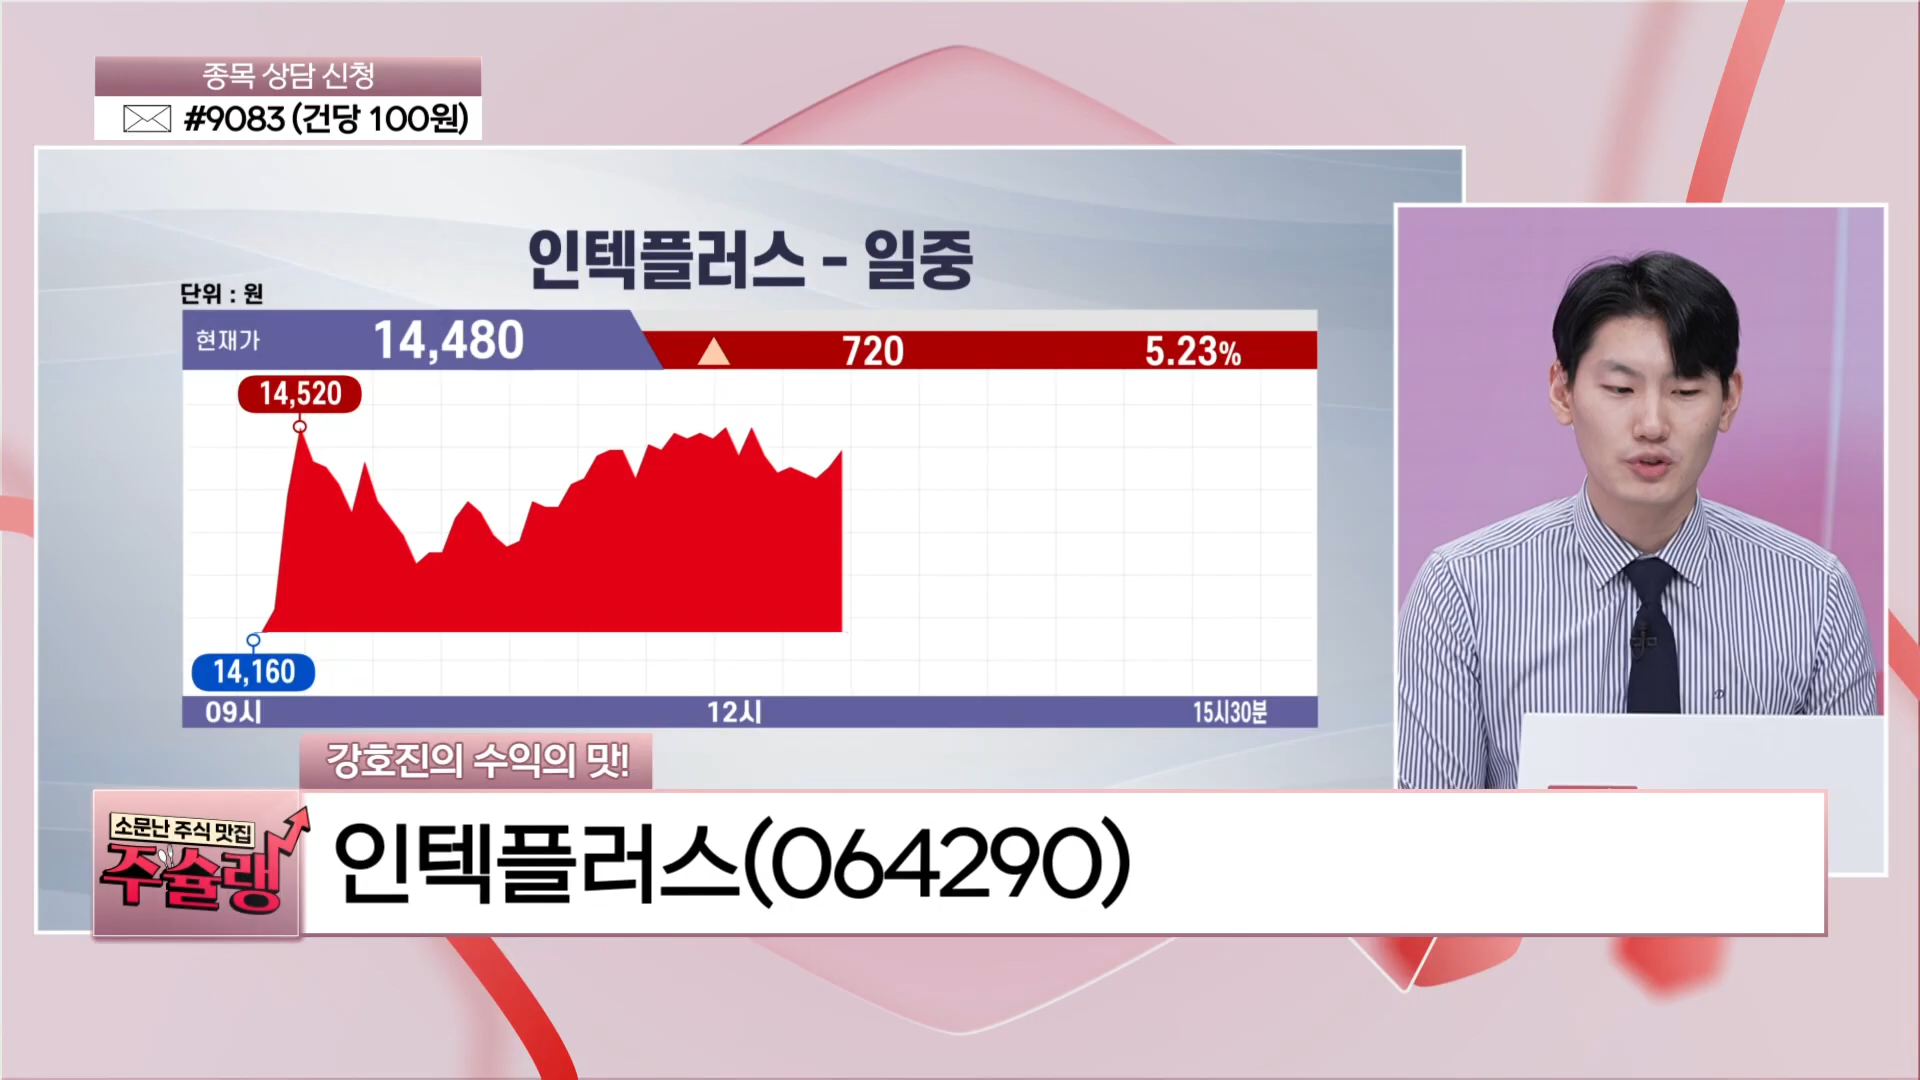 종목 상담 신청
#9083 (건당 100원)
인텍플러스 - 일중
단위 : 원
현재가 14,480 720 5.23%
14,520
14,160
09시 12시 15시30분
강호진의 수익의 맛!
소문난 주식 맛집
주슐랭
인텍플러스(064290)